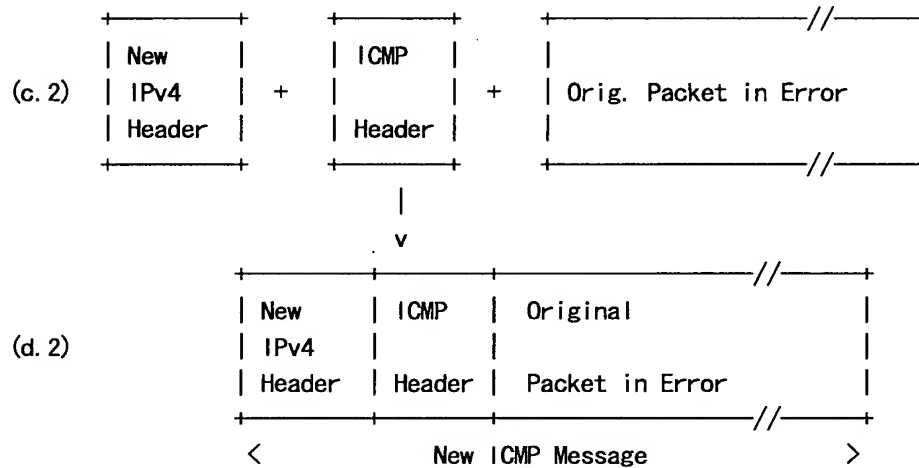 New ICMP
(c. 2) IPv4 + + Orig. Packet in Error
Header Header
v
New ICMP Original
(d. 2) IPv4
Header Header Packet in Error
< New ICMP Message >